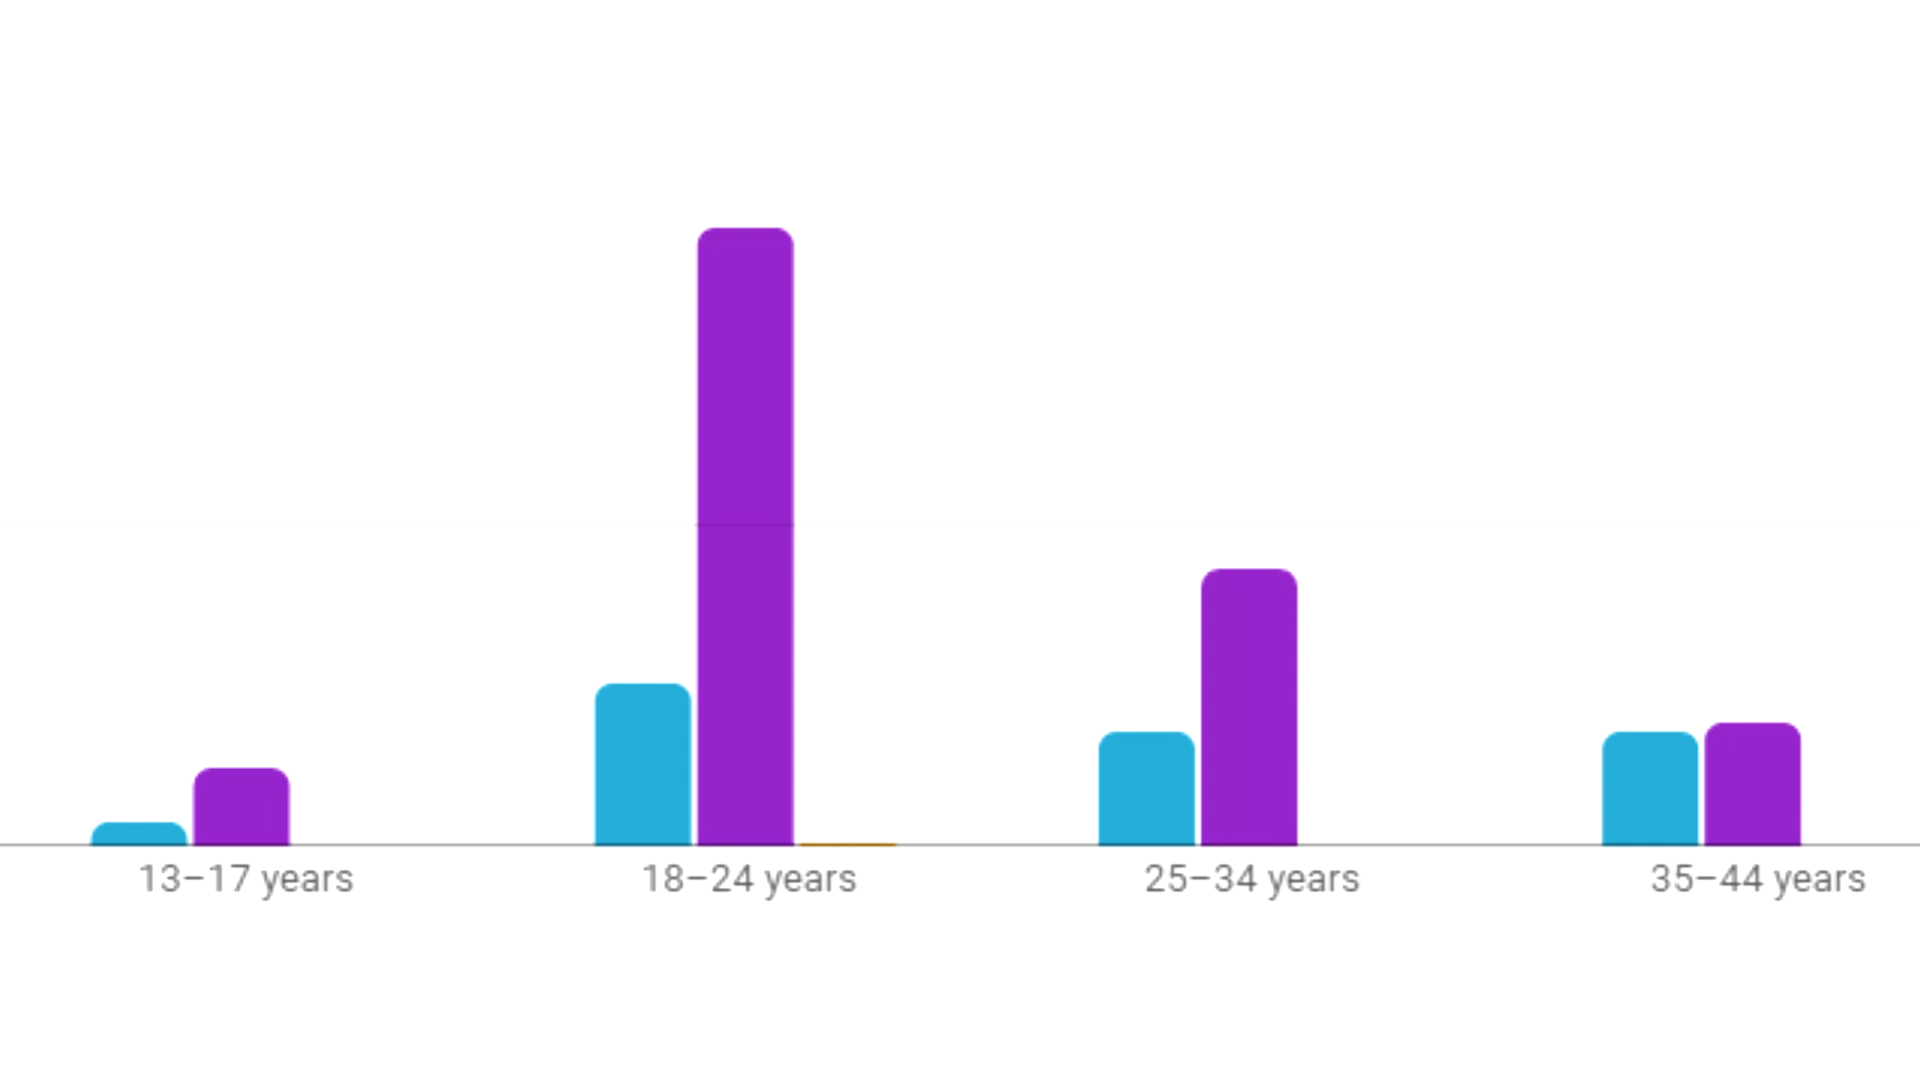 13–17 years
18–24 years
25–34 years
35–44 years